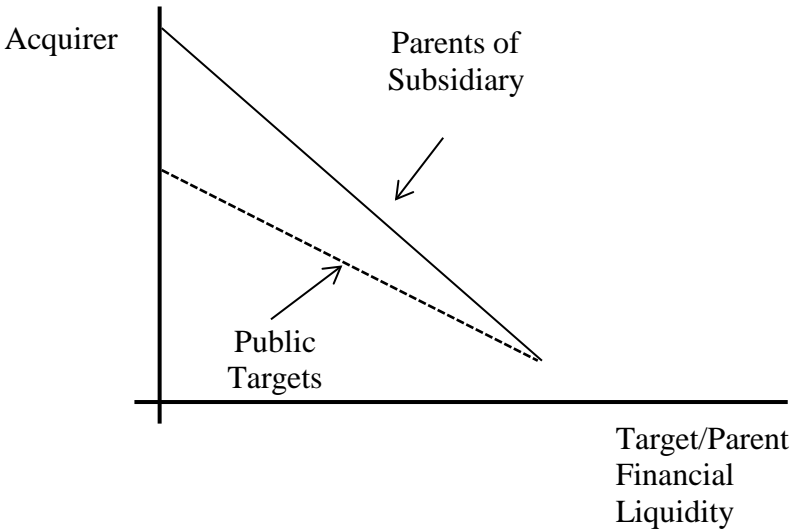 Acquirer
Parents of
Subsidiary
Public
Targets
Target/Parent
Financial
Liquidity